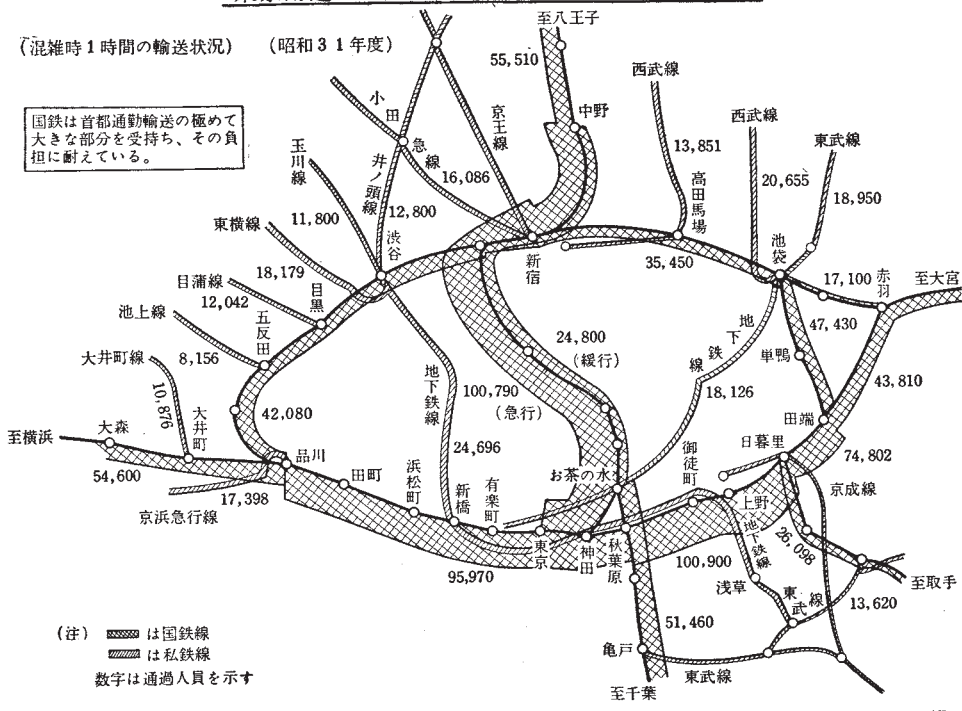 (混雑時1時間の輸送状況)
(昭和31年度)
国鉄は首都通勤輸送の極めて
大きな部分を受持ち、その負
担に耐えている。
至八王子
55,510
中野
西武線
13,851
高田馬場
西武線
20,655
東武線
18,950
小田急線
16,086
京王線
井ノ頭線
12,800
玉川線
11,800
渋谷
東横線
18,179
目蒲線
12,042
目黒
池上線
8,156
五反田
大井町線
10,876
大井町
新宿
35,450
池袋
17,100
赤羽
至大宮
47,430
巣鴨
43,810
田端
日暮里
74,802
京成線
24,800
(緩行)
100,790
(急行)
地下鉄線
18,126
地下鉄線
24,696
42,080
至横浜
大森
54,600
品川
17,398
京浜急行線
田町
浜松町
新橋
有楽町
東京
神田
お茶の水
秋葉原
御徒町
上野
95,970
100,900
地下鉄線
浅草
26,098
至取手
東武線
13,620
51,460
亀戸
東武線
至千葉
(注)
は国鉄線
は私鉄線
数字は通過人員を示す